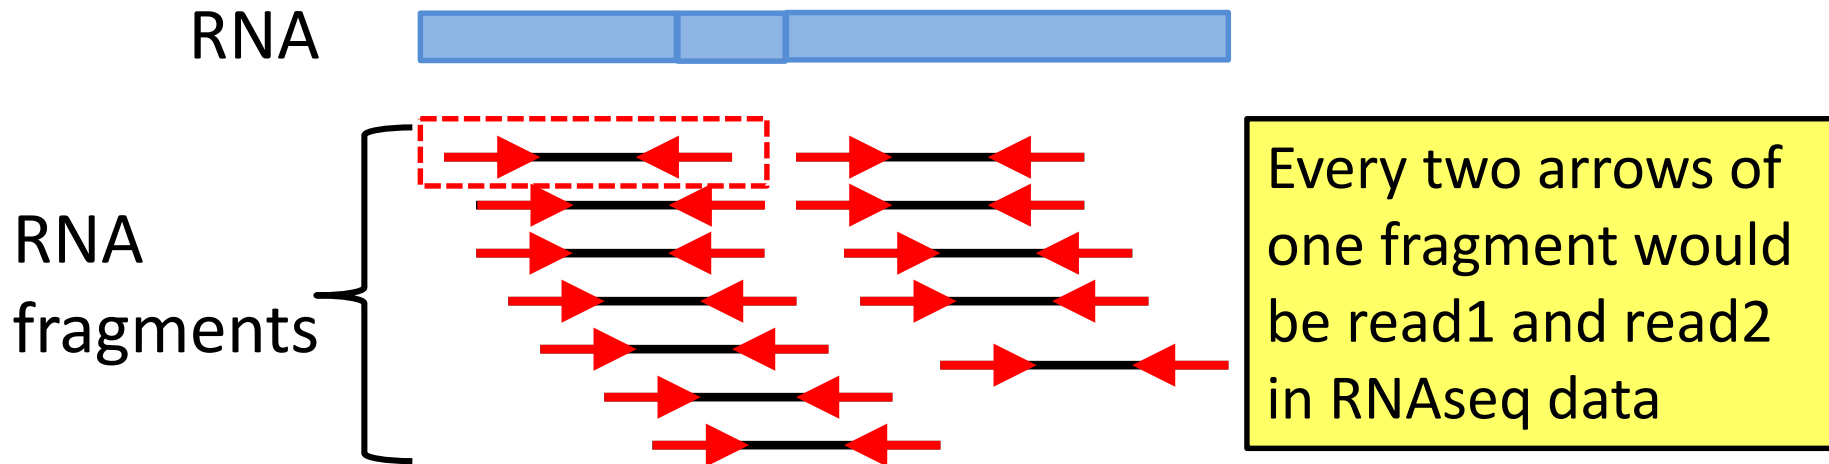 RNA
RNA
fragments
Every two arrows of
one fragment would
be read1 and read2
in RNAseq data